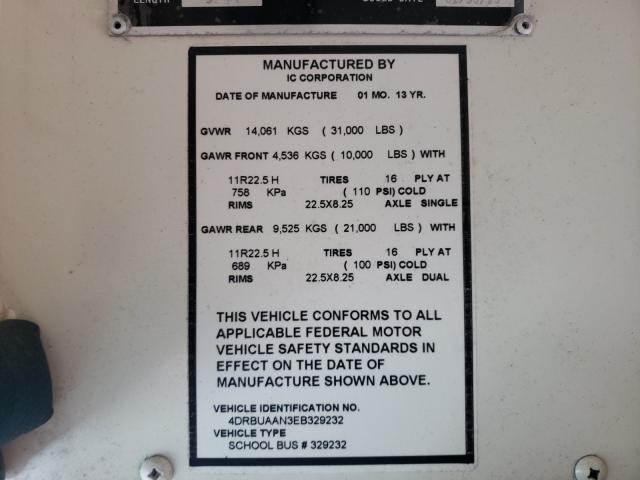 LENGTH
MANUFACTURED BY
IC CORPORATION
DATE OF MANUFACTURE 01 MO. 13 YR.
GVWR 14,061 KGS ( 31,000 LBS )
GAWR FRONT 4,536 KGS ( 10,000 LBS ) WITH
11R22.5 H TIRES 16 PLY AT
758 KPa ( 110 PSI) COLD
RIMS 22.5X8.25 AXLE SINGLE
GAWR REAR 9,525 KGS ( 21,000 LBS ) WITH
11R22.5 H TIRES 16 PLY AT
689 KPa ( 100 PSI) COLD
RIMS 22.5X8.25 AXLE DUAL
THIS VEHICLE CONFORMS TO ALL
APPLICABLE FEDERAL MOTOR
VEHICLE SAFETY STANDARDS IN
EFFECT ON THE DATE OF
MANUFACTURE SHOWN ABOVE.
VEHICLE IDENTIFICATION NO.
4DRBUAAN3EB329232
VEHICLE TYPE
SCHOOL BUS # 329232